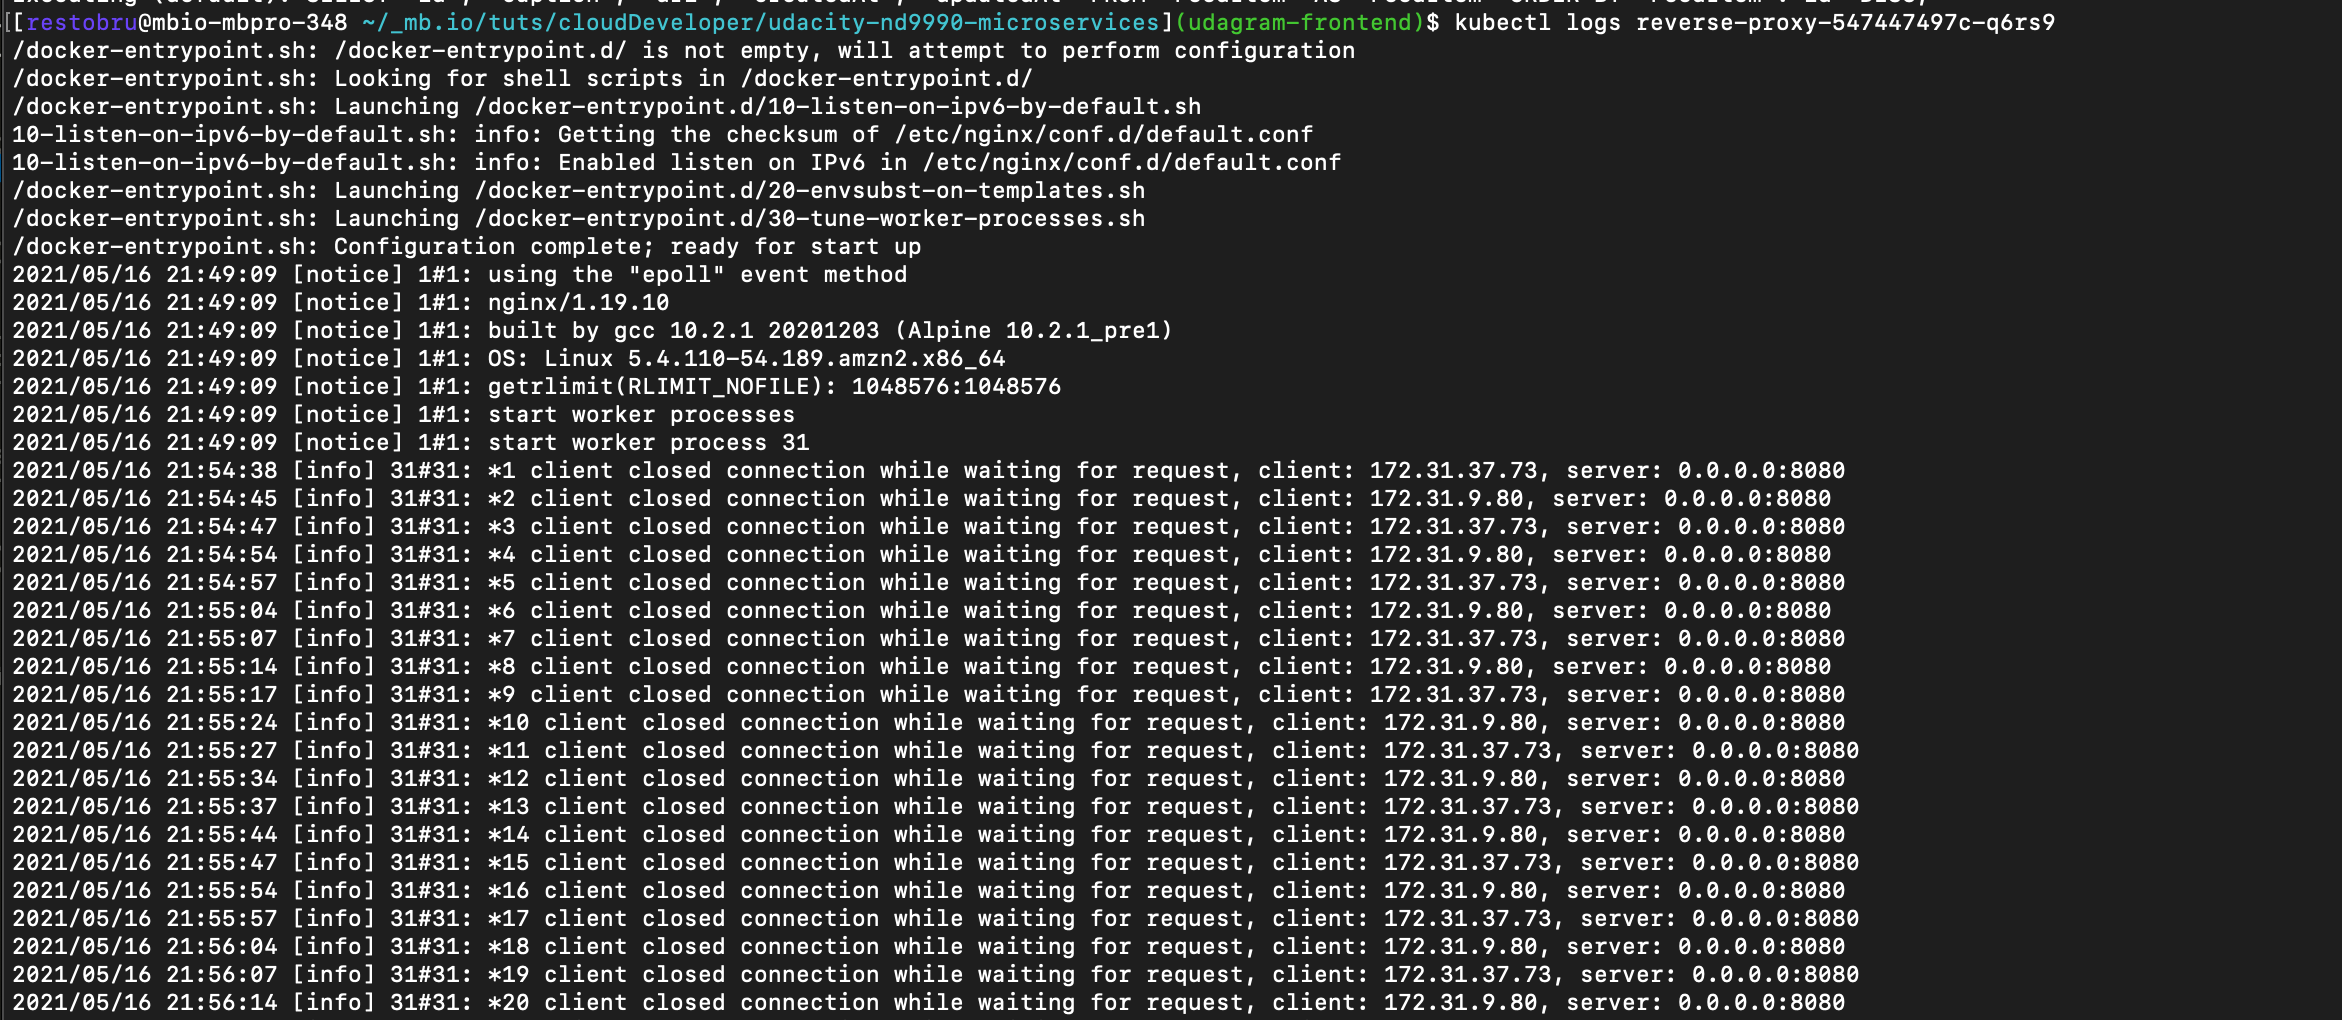 [[restobru@mbio-mbpro-348 ~/_mb.io/tuts/cloudDeveloper/udacity-nd9990-microservices](udagram-frontend)$ kubectl logs reverse-proxy-547447497c-q6rs9
/docker-entrypoint.sh: /docker-entrypoint.d/ is not empty, will attempt to perform configuration
/docker-entrypoint.sh: Looking for shell scripts in /docker-entrypoint.d/
/docker-entrypoint.sh: Launching /docker-entrypoint.d/10-listen-on-ipv6-by-default.sh
10-listen-on-ipv6-by-default.sh: info: Getting the checksum of /etc/nginx/conf.d/default.conf
10-listen-on-ipv6-by-default.sh: info: Enabled listen on IPv6 in /etc/nginx/conf.d/default.conf
/docker-entrypoint.sh: Launching /docker-entrypoint.d/20-envsubst-on-templates.sh
/docker-entrypoint.sh: Launching /docker-entrypoint.d/30-tune-worker-processes.sh
/docker-entrypoint.sh: Configuration complete; ready for start up
2021/05/16 21:49:09 [notice] 1#1: using the "epoll" event method
2021/05/16 21:49:09 [notice] 1#1: nginx/1.19.10
2021/05/16 21:49:09 [notice] 1#1: built by gcc 10.2.1 20201203 (Alpine 10.2.1_pre1)
2021/05/16 21:49:09 [notice] 1#1: OS: Linux 5.4.110-54.189.amzn2.x86_64
2021/05/16 21:49:09 [notice] 1#1: getrlimit(RLIMIT_NOFILE): 1048576:1048576
2021/05/16 21:49:09 [notice] 1#1: start worker processes
2021/05/16 21:49:09 [notice] 1#1: start worker process 31
2021/05/16 21:54:38 [info] 31#31: *1 client closed connection while waiting for request, client: 172.31.37.73, server: 0.0.0.0:8080
2021/05/16 21:54:45 [info] 31#31: *2 client closed connection while waiting for request, client: 172.31.9.80, server: 0.0.0.0:8080
2021/05/16 21:54:47 [info] 31#31: *3 client closed connection while waiting for request, client: 172.31.37.73, server: 0.0.0.0:8080
2021/05/16 21:54:54 [info] 31#31: *4 client closed connection while waiting for request, client: 172.31.9.80, server: 0.0.0.0:8080
2021/05/16 21:54:57 [info] 31#31: *5 client closed connection while waiting for request, client: 172.31.37.73, server: 0.0.0.0:8080
2021/05/16 21:55:04 [info] 31#31: *6 client closed connection while waiting for request, client: 172.31.9.80, server: 0.0.0.0:8080
2021/05/16 21:55:07 [info] 31#31: *7 client closed connection while waiting for request, client: 172.31.37.73, server: 0.0.0.0:8080
2021/05/16 21:55:14 [info] 31#31: *8 client closed connection while waiting for request, client: 172.31.9.80, server: 0.0.0.0:8080
2021/05/16 21:55:17 [info] 31#31: *9 client closed connection while waiting for request, client: 172.31.37.73, server: 0.0.0.0:8080
2021/05/16 21:55:24 [info] 31#31: *10 client closed connection while waiting for request, client: 172.31.9.80, server: 0.0.0.0:8080
2021/05/16 21:55:27 [info] 31#31: *11 client closed connection while waiting for request, client: 172.31.37.73, server: 0.0.0.0:8080
2021/05/16 21:55:34 [info] 31#31: *12 client closed connection while waiting for request, client: 172.31.9.80, server: 0.0.0.0:8080
2021/05/16 21:55:37 [info] 31#31: *13 client closed connection while waiting for request, client: 172.31.37.73, server: 0.0.0.0:8080
2021/05/16 21:55:44 [info] 31#31: *14 client closed connection while waiting for request, client: 172.31.9.80, server: 0.0.0.0:8080
2021/05/16 21:55:47 [info] 31#31: *15 client closed connection while waiting for request, client: 172.31.37.73, server: 0.0.0.0:8080
2021/05/16 21:55:54 [info] 31#31: *16 client closed connection while waiting for request, client: 172.31.9.80, server: 0.0.0.0:8080
2021/05/16 21:55:57 [info] 31#31: *17 client closed connection while waiting for request, client: 172.31.37.73, server: 0.0.0.0:8080
2021/05/16 21:56:04 [info] 31#31: *18 client closed connection while waiting for request, client: 172.31.9.80, server: 0.0.0.0:8080
2021/05/16 21:56:07 [info] 31#31: *19 client closed connection while waiting for request, client: 172.31.37.73, server: 0.0.0.0:8080
2021/05/16 21:56:14 [info] 31#31: *20 client closed connection while waiting for request, client: 172.31.9.80, server: 0.0.0.0:8080